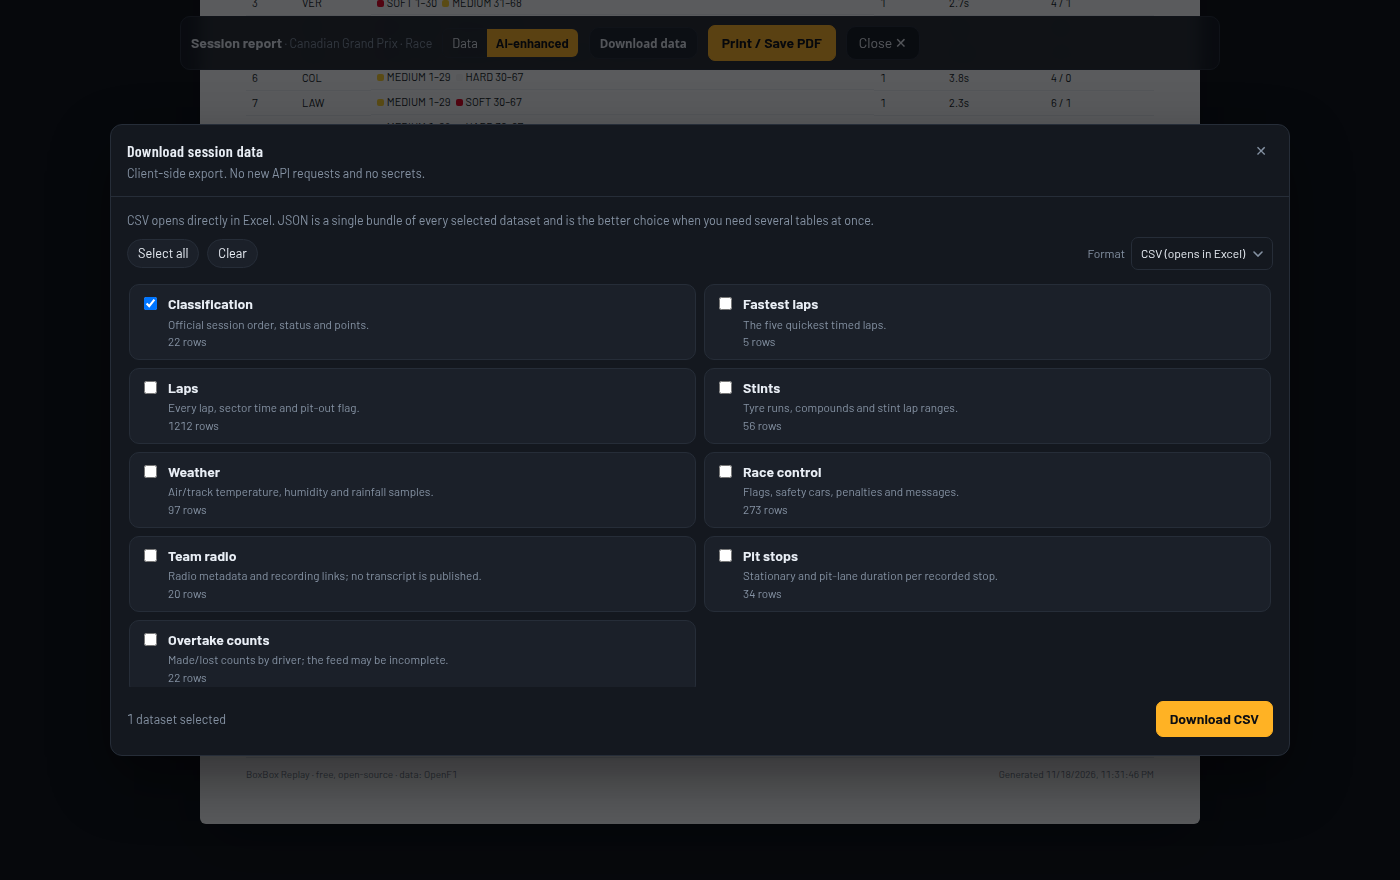 3 VER SOFT 1–30 MEDIUM 31–68 1 2.7s 4 / 1
Session report · Canadian Grand Prix · Race Data AI-enhanced Download data Print / Save PDF Close ✕
6 COL MEDIUM 1–29 HARD 30–67 1 3.8s 4 / 0
7 LAW MEDIUM 1–29 SOFT 30–67 1 2.3s 6 / 1
Download session data ✕
Client-side export. No new API requests and no secrets.
CSV opens directly in Excel. JSON is a single bundle of every selected dataset and is the better choice when you need several tables at once.
Select all Clear Format CSV (opens in Excel)
Classification
Official session order, status and points.
22 rows
Fastest laps
The five quickest timed laps.
5 rows
Laps
Every lap, sector time and pit-out flag.
1212 rows
Stints
Tyre runs, compounds and stint lap ranges.
56 rows
Weather
Air/track temperature, humidity and rainfall samples.
97 rows
Race control
Flags, safety cars, penalties and messages.
273 rows
Team radio
Radio metadata and recording links; no transcript is published.
20 rows
Pit stops
Stationary and pit-lane duration per recorded stop.
34 rows
Overtake counts
Made/lost counts by driver; the feed may be incomplete.
22 rows
1 dataset selected Download CSV
BoxBox Replay · free, open-source · data: OpenF1 Generated 11/18/2026, 11:31:46 PM